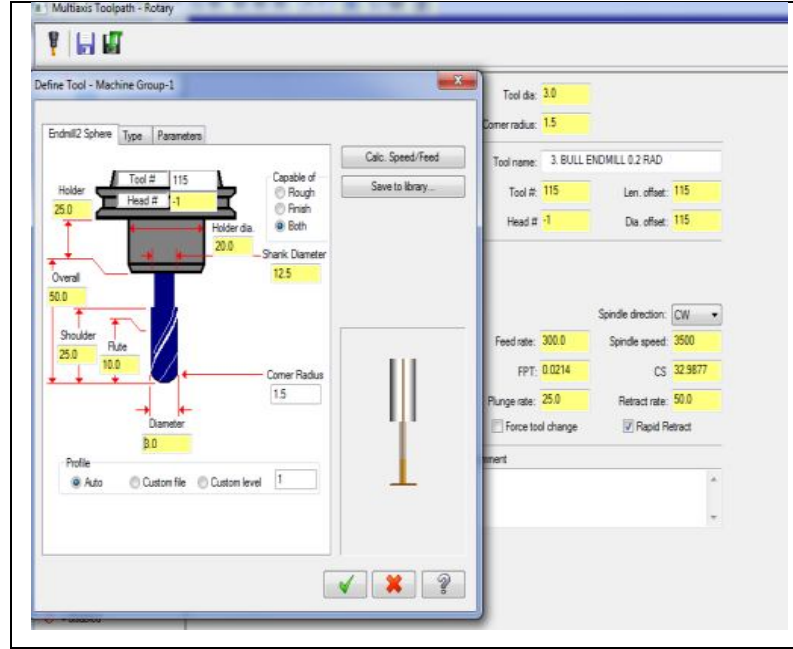 Multiaxis Toolpath - Rotary
Define Tool - Machine Group-1
Endmill2 Sphere Type Parameters
Calc. Speed/Feed
Save to library...
Tool # 115
Head # -1
Capable of
Rough
Finish
Both
Holder
25.0
Holder dia.
20.0
Shank Diameter
12.5
Overall
50.0
Shoulder
25.0
Flute
10.0
Corner Radius
1.5
Diameter
3.0
Profile
Auto Custom file Custom level 1
Tool dia: 3.0
Corner radius: 1.5
Tool name: 3. BULL ENDMILL 0.2 RAD
Tool #: 115 Len. offset: 115
Head # -1 Dia. offset: 115
Spindle direction: CW
Feed rate: 300.0 Spindle speed: 3500
FPT: 0.0214 CS 32.9877
Plunge rate: 25.0 Retract rate: 50.0
Force tool change Rapid Retract